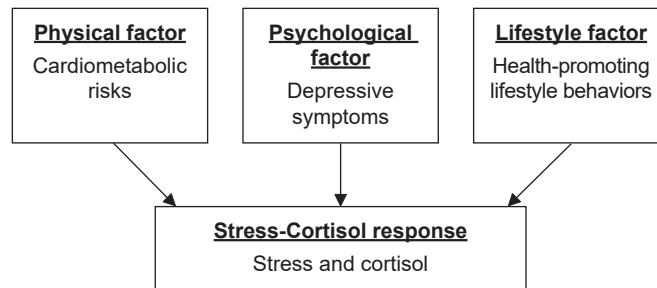 Physical factor
Cardiometabolic
risks
Psychological
factor
Depressive
symptoms
Lifestyle factor
Health-promoting
lifestyle behaviors
Stress-Cortisol response
Stress and cortisol